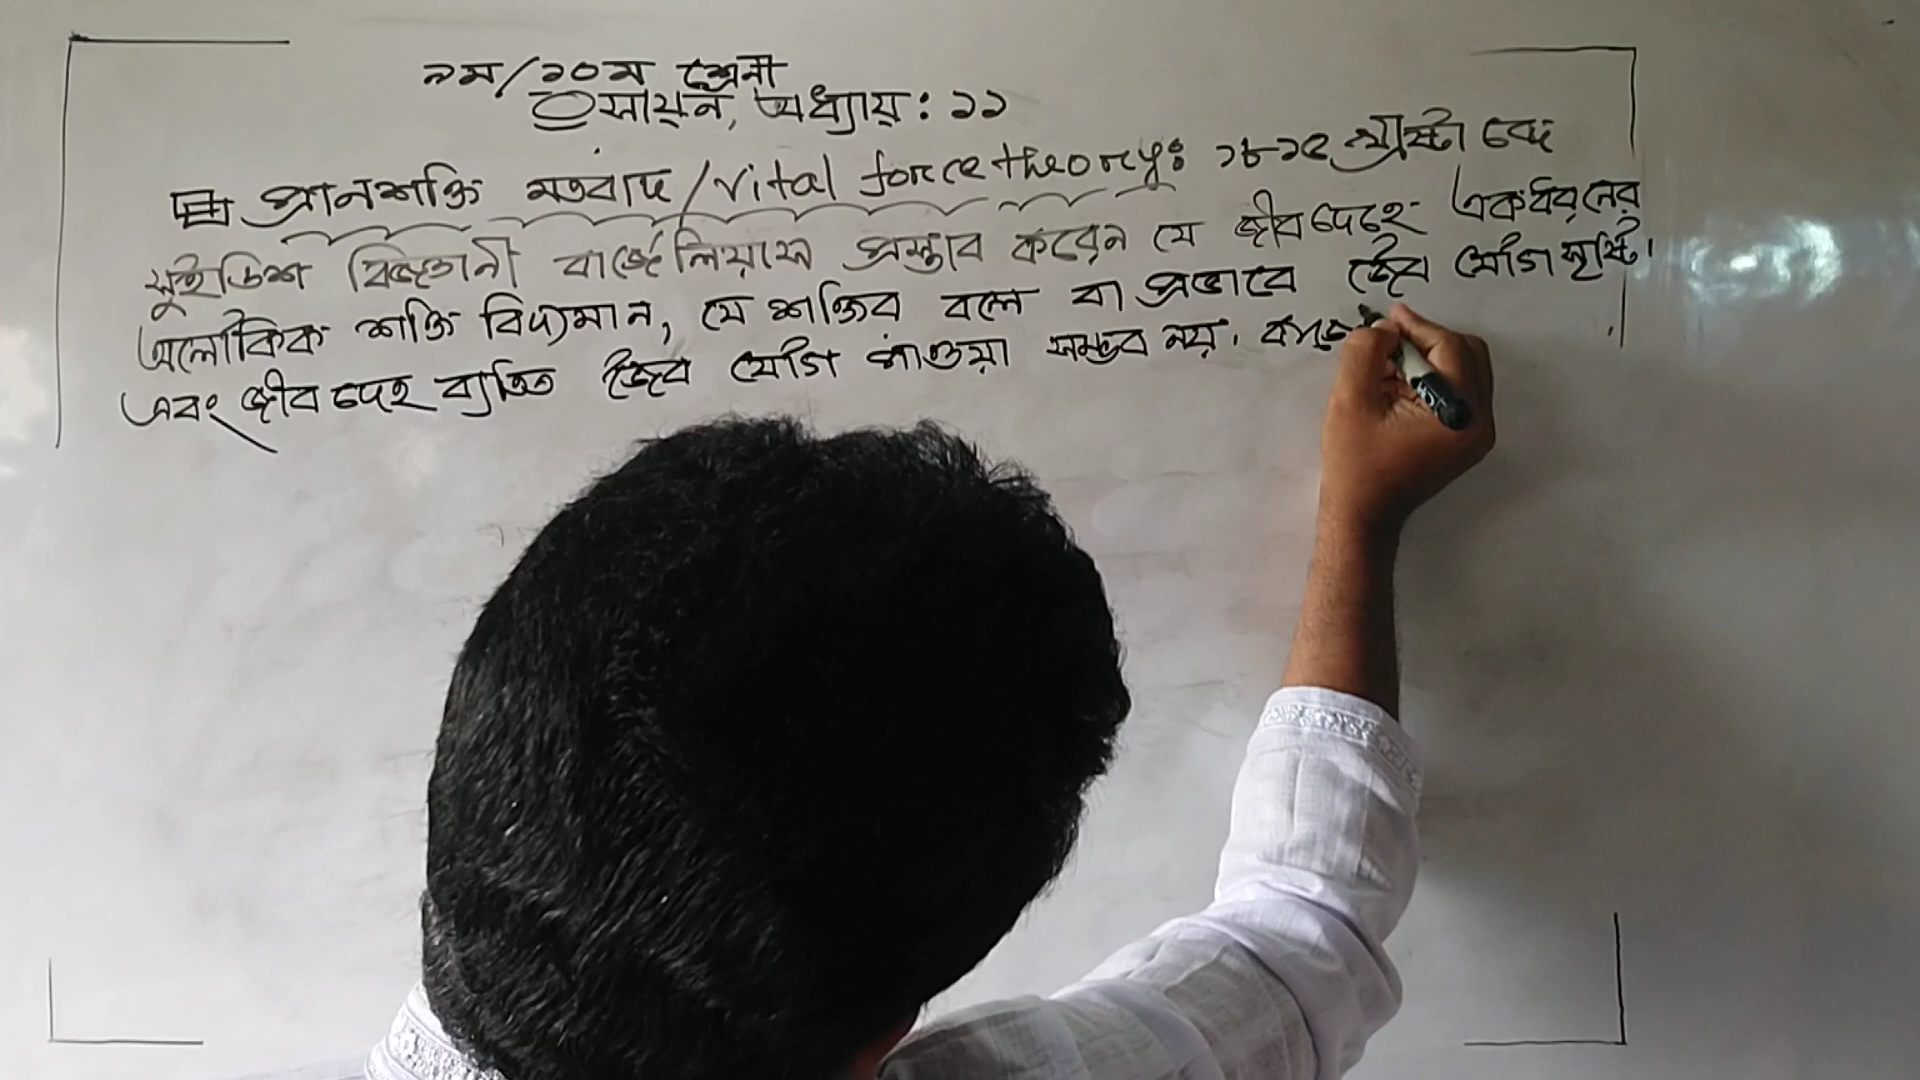 ৯ম/১০ম শ্রেনী
রসায়ন, অধ্যায়: ১১
প্রানশক্তি মতবাদ/Vital force theory: ১৮১৫ খ্রীষ্টাব্দে
সুইডিশ বিজ্ঞানী বার্জেলিয়াস প্রস্তাব করেন যে জীবদেহে একধরনের
অলৌকিক শক্তি বিদ্যমান, যে শক্তির বলে বা প্রভাবে জৈব যৌগ সৃষ্টি।
এবং জীবদেহ ব্যতিত জৈব যৌগ পাওয়া সম্ভব নয়।